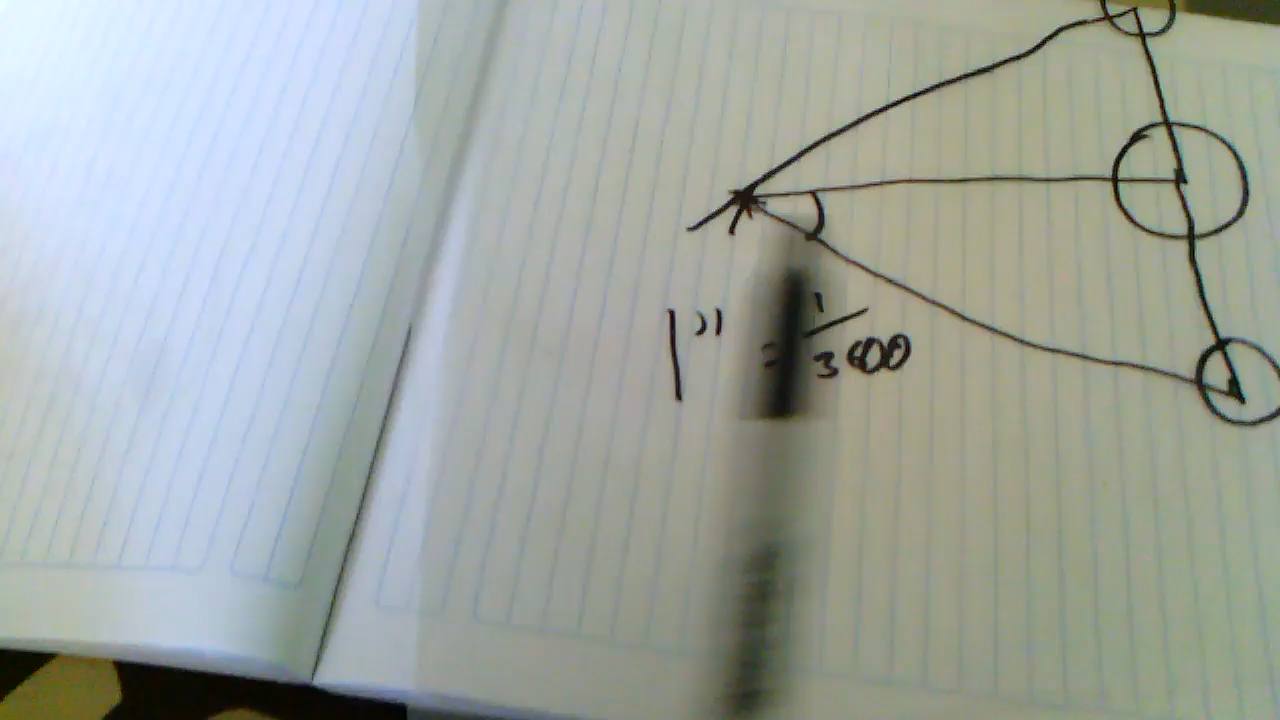 1" = 1/3600